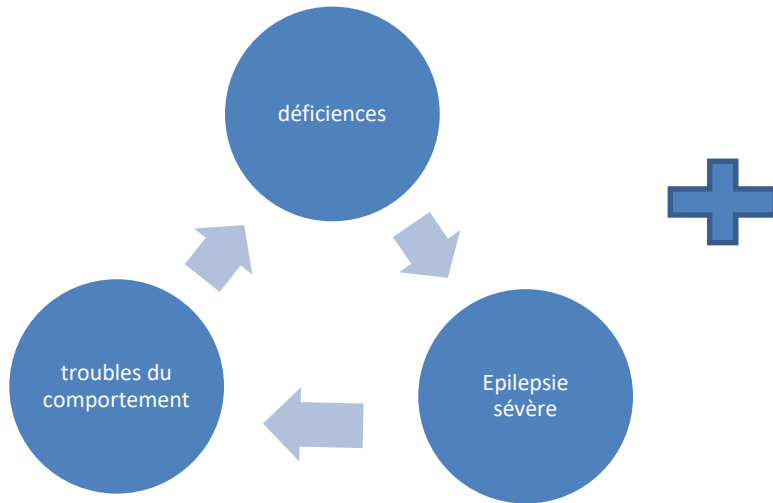 déficiences
troubles du
comportement
Epilepsie
sévère